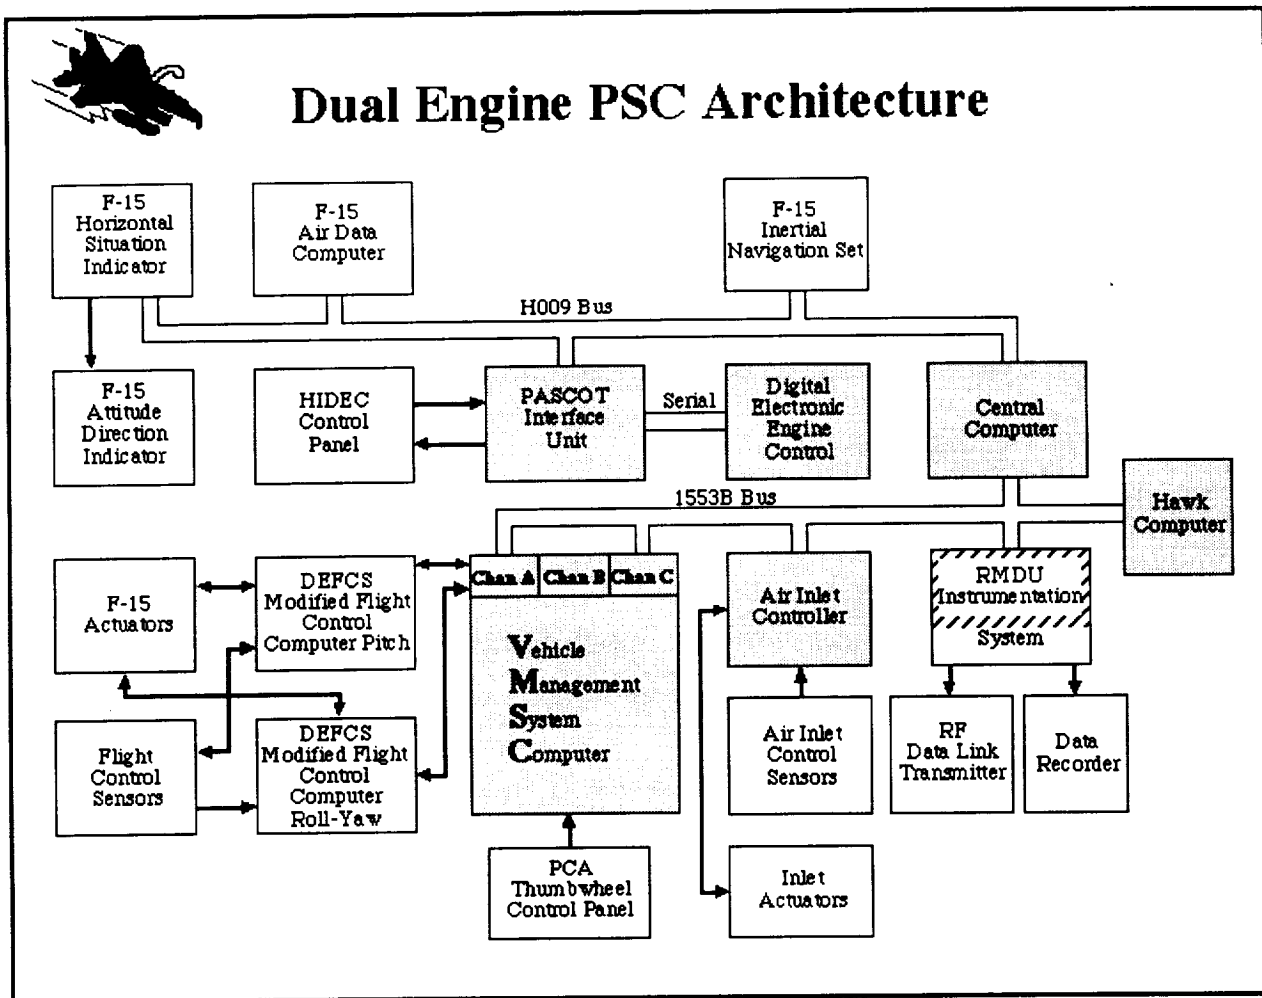 Dual Engine PSC Architecture
F-15
Horizontal
Situation
Indicator
F-15
Air Data
Computer
F-15
Inertial
Navigation Set
H009 Bus
F-15
Attitude
Direction
Indicator
HIDEC
Control
Panel
PASCOT
Interface
Unit
Serial
Digital
Electronic
Engine
Control
Central
Computer
1553B Bus
Hawk
Computer
F-15
Actuators
DEFCS
Modified Flight
Control
Computer Pitch
Chan A
Chan B
Chan C
Vehicle
Management
System
Computer
Air Inlet
Controller
RMDU
Instrumentation
System
Flight
Control
Sensors
DEFCS
Modified Flight
Control
Computer
Roll-Yaw
Air Inlet
Control
Sensors
RF
Data Link
Transmitter
Data
Recorder
PCA
Thumbwheel
Control Panel
Inlet
Actuators